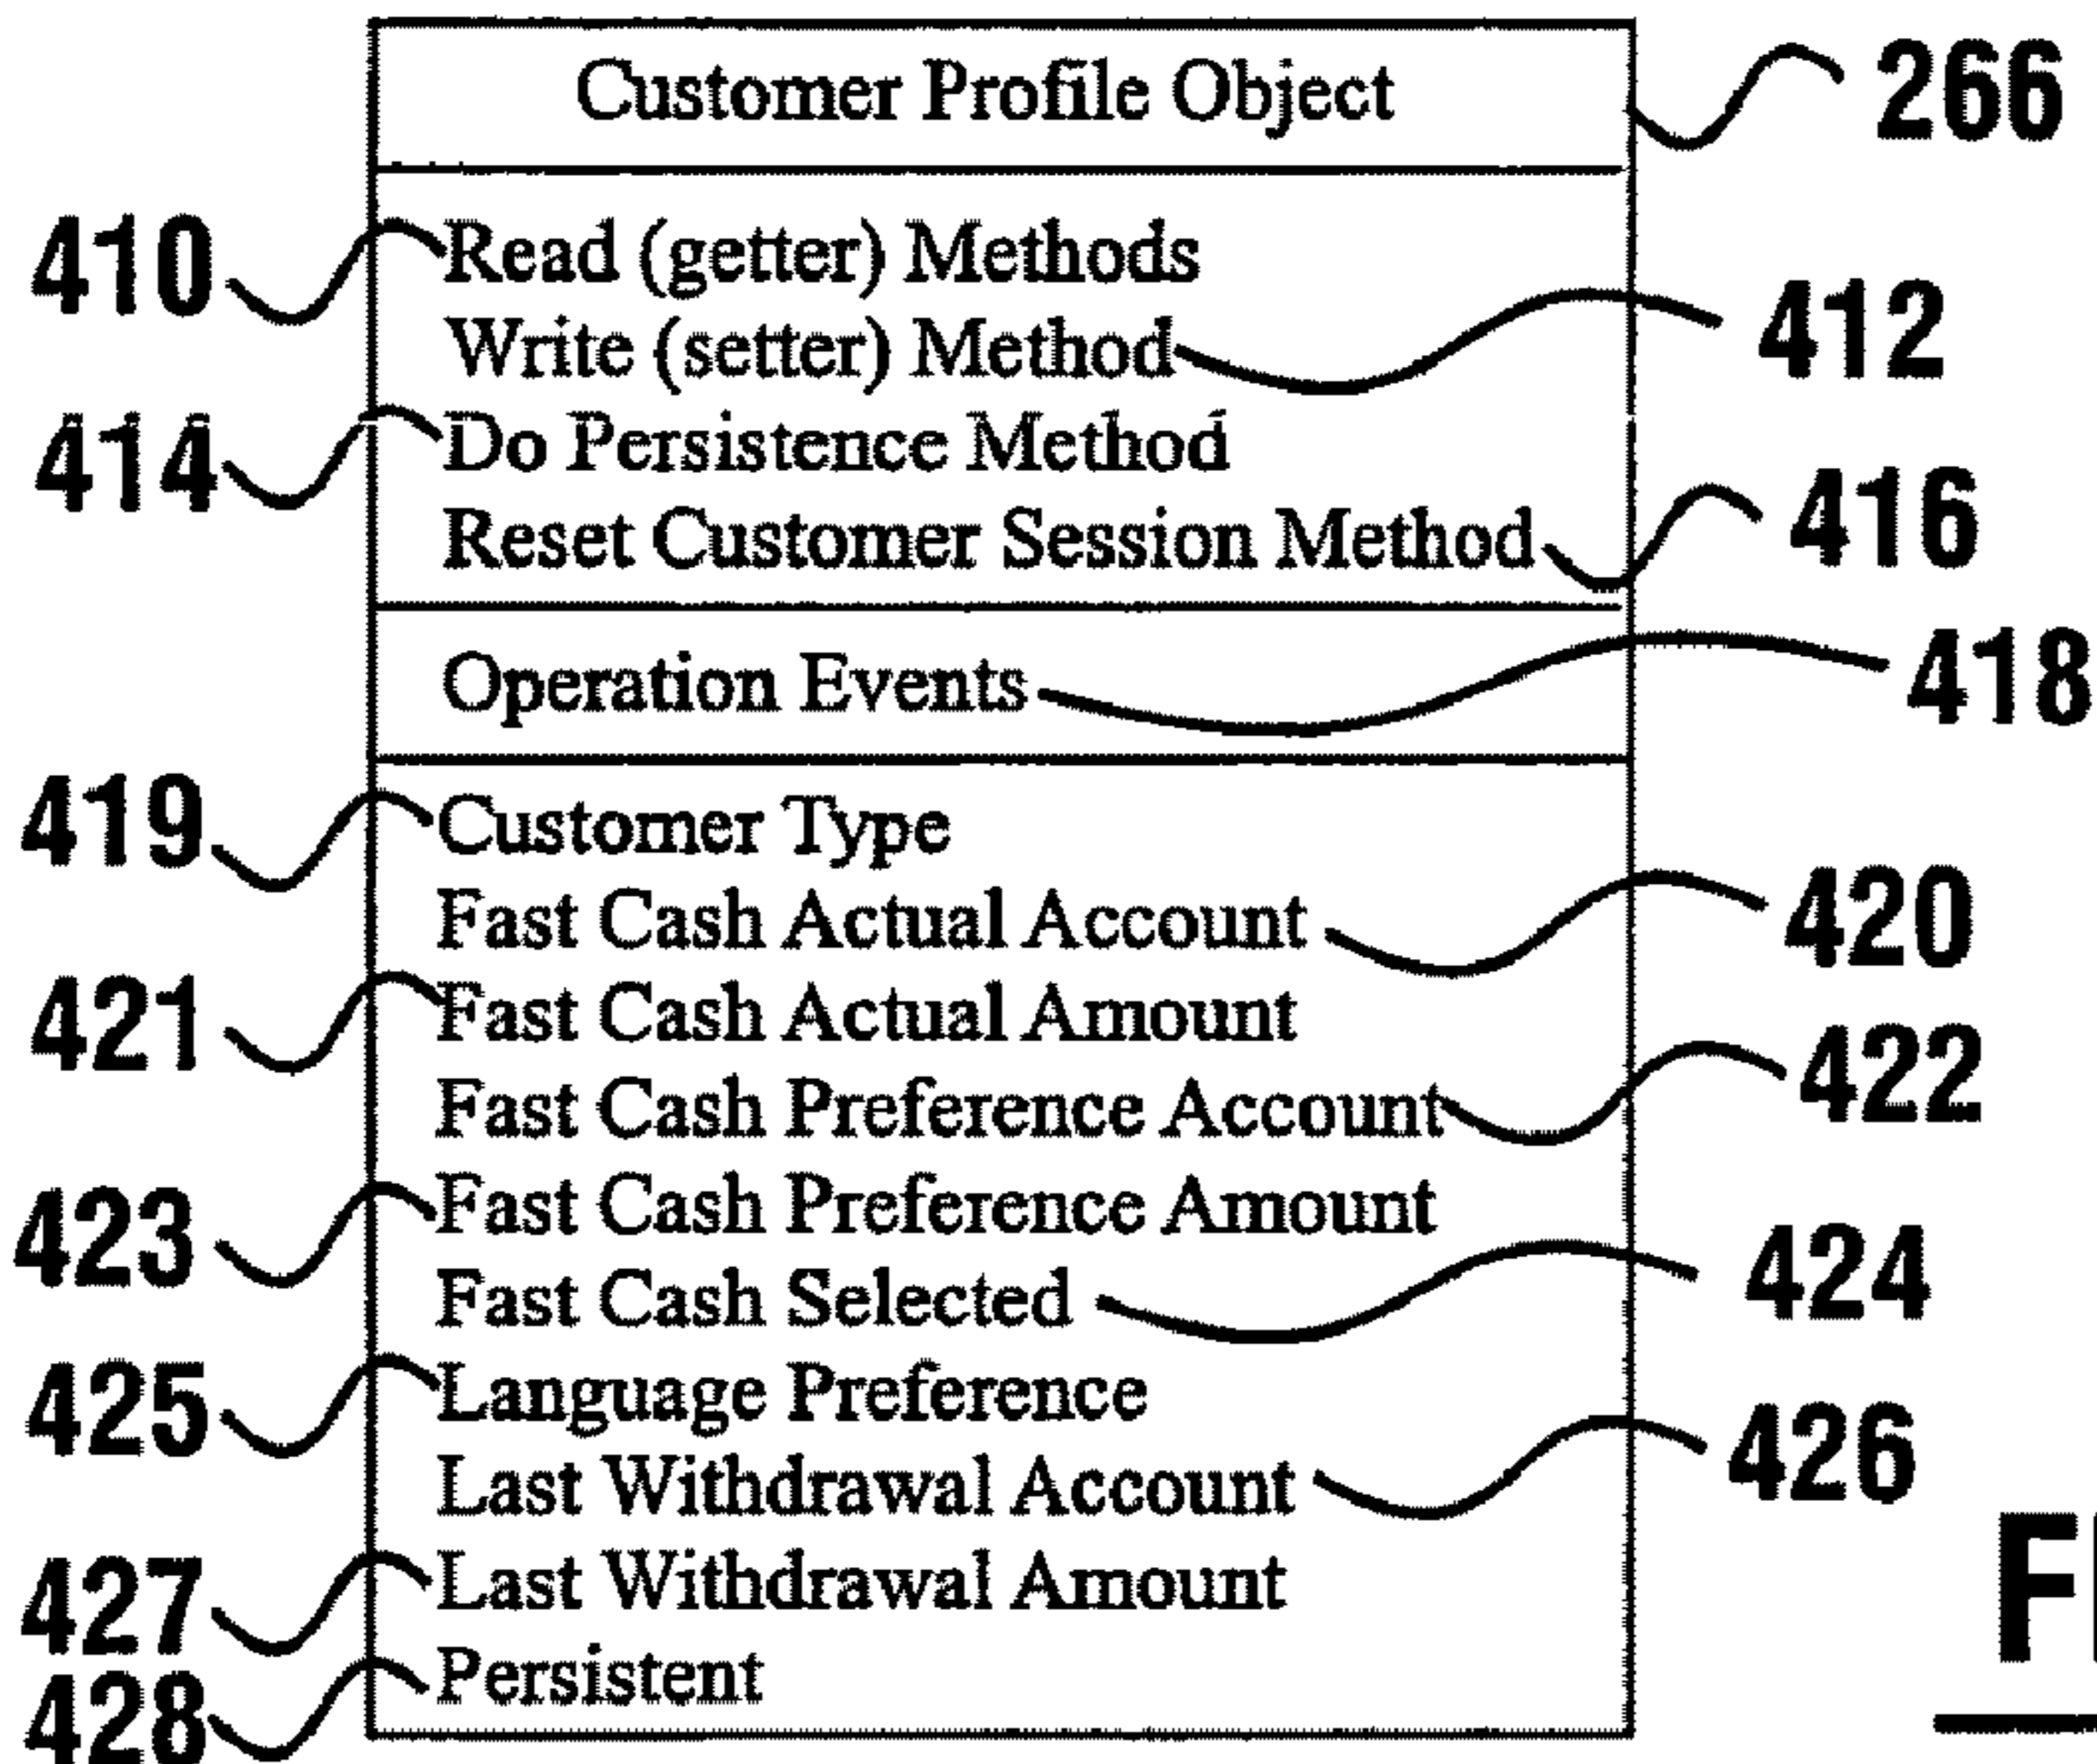 Customer Profile Object 266
410 Read (getter) Methods
Write (setter) Method 412
414 Do Persistence Method
Reset Customer Session Method 416
Operation Events 418
419 Customer Type
Fast Cash Actual Account 420
421 Fast Cash Actual Amount
Fast Cash Preference Account 422
423 Fast Cash Preference Amount
Fast Cash Selected 424
425 Language Preference
Last Withdrawal Account 426
427 Last Withdrawal Amount
428 Persistent